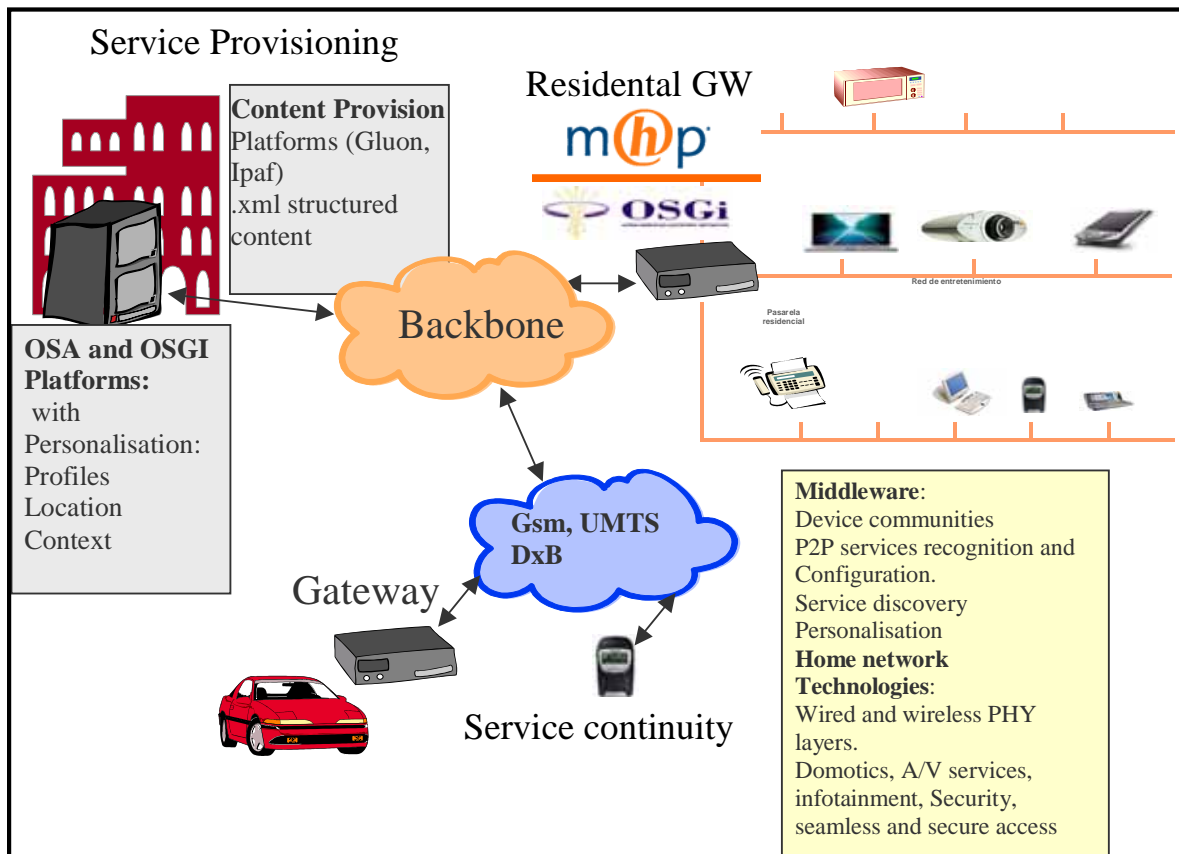 Service Provisioning
Content Provision
Platforms (Gluon,
Ipaf)
.xml structured
content
Residental GW
mhp
OSGi
Backbone
Red de entretenimiento
Pasarela
residencial
OSA and OSGI
Platforms:
with
Personalisation:
Profiles
Location
Context
Gsm, UMTS
DxB
Gateway
Service continuity
Middleware:
Device communities
P2P services recognition and
Configuration.
Service discovery
Personalisation
Home network
Technologies:
Wired and wireless PHY
layers.
Domotics, A/V services,
infotainment, Security,
seamless and secure access